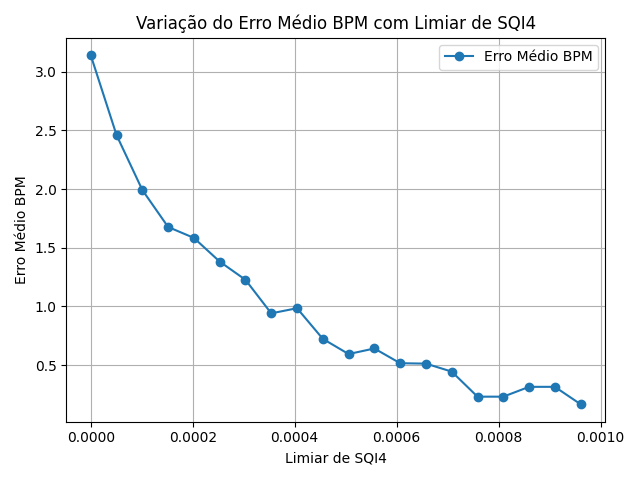 Variação do Erro Médio BPM com Limiar de SQI4
Erro Médio BPM
3.0
2.5
2.0
1.5
1.0
0.5
Erro Médio BPM
0.0000 0.0002 0.0004 0.0006 0.0008 0.0010
Limiar de SQI4